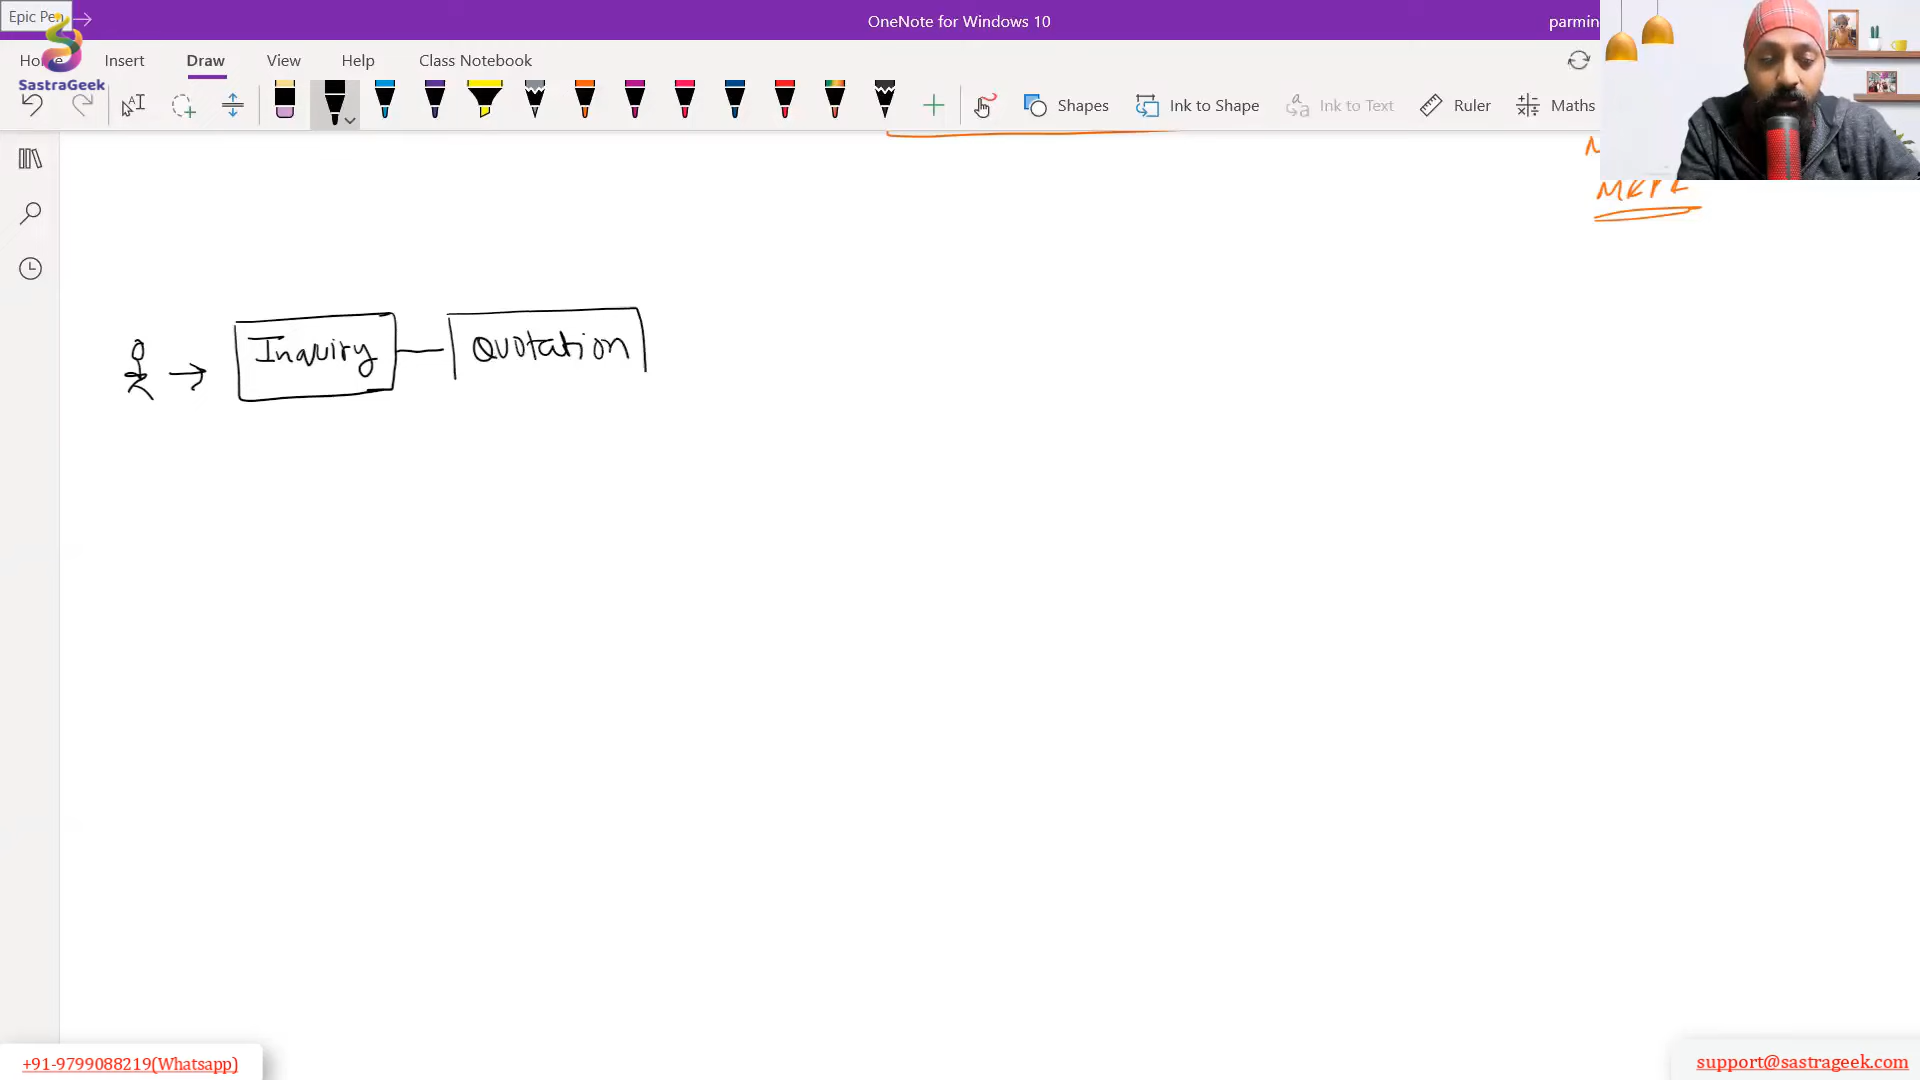 Epic Pen
OneNote for Windows 10
parmin
Home Insert Draw View Help Class Notebook
SastraGeek
Shapes Ink to Shape Ink to Text Ruler Maths
Inquiry Quotation
+91-9799088219(Whatsapp)
support@sastrageek.com